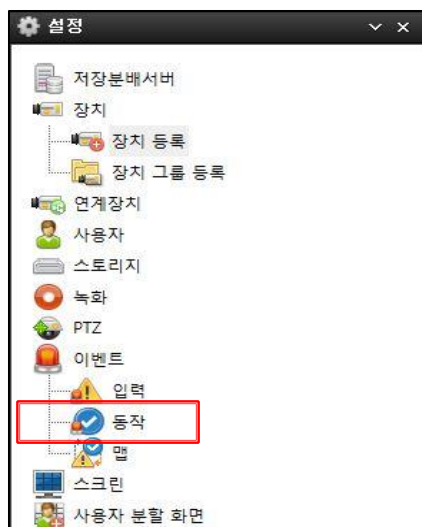 설정
저장분배서버
장치
장치 등록
장치 그룹 등록
연계장치
사용자
스토리지
녹화
PTZ
이벤트
입력
동작
맵
스크린
사용자 분할 화면